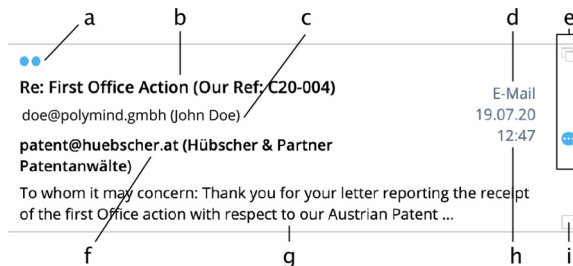 a b c d e
Re: First Office Action (Our Ref: C20-004)
E-Mail
doe@polymind.gmbh (John Doe)
19.07.20
12:47
patent@huebscher.at (Hübscher & Partner
Patentanwälte)
To whom it may concern: Thank you for your letter reporting the receipt
of the first Office action with respect to our Austrian Patent ...
f g h i